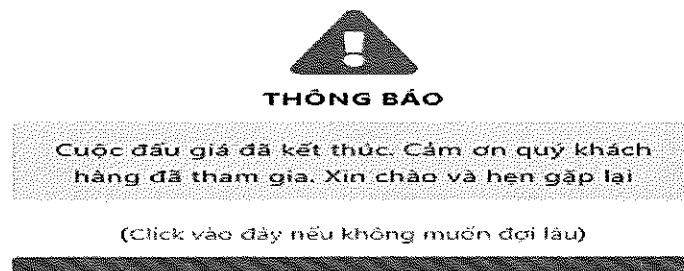 THÔNG BÁO
Cuộc đấu giá đã kết thúc. Cảm ơn quý khách
hàng đã tham gia. Xin chào và hẹn gặp lại
(Click vào đây nếu không muốn đợi lâu)